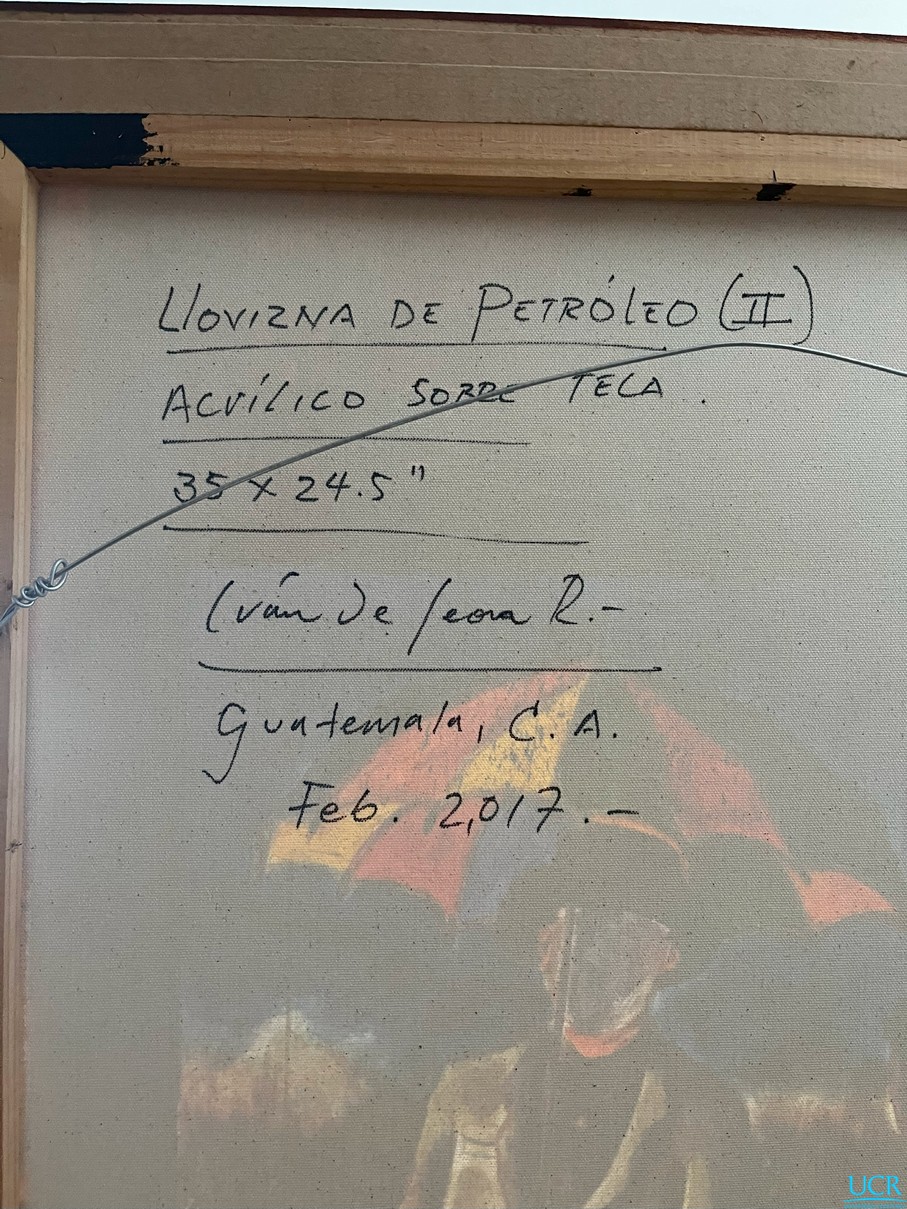 Llovizna de Petróleo (II)
Acrílico sobre tela.
35 x 24.5"
Iván De León R.-
Guatemala, C.A.
Feb. 2,017.-
UCR